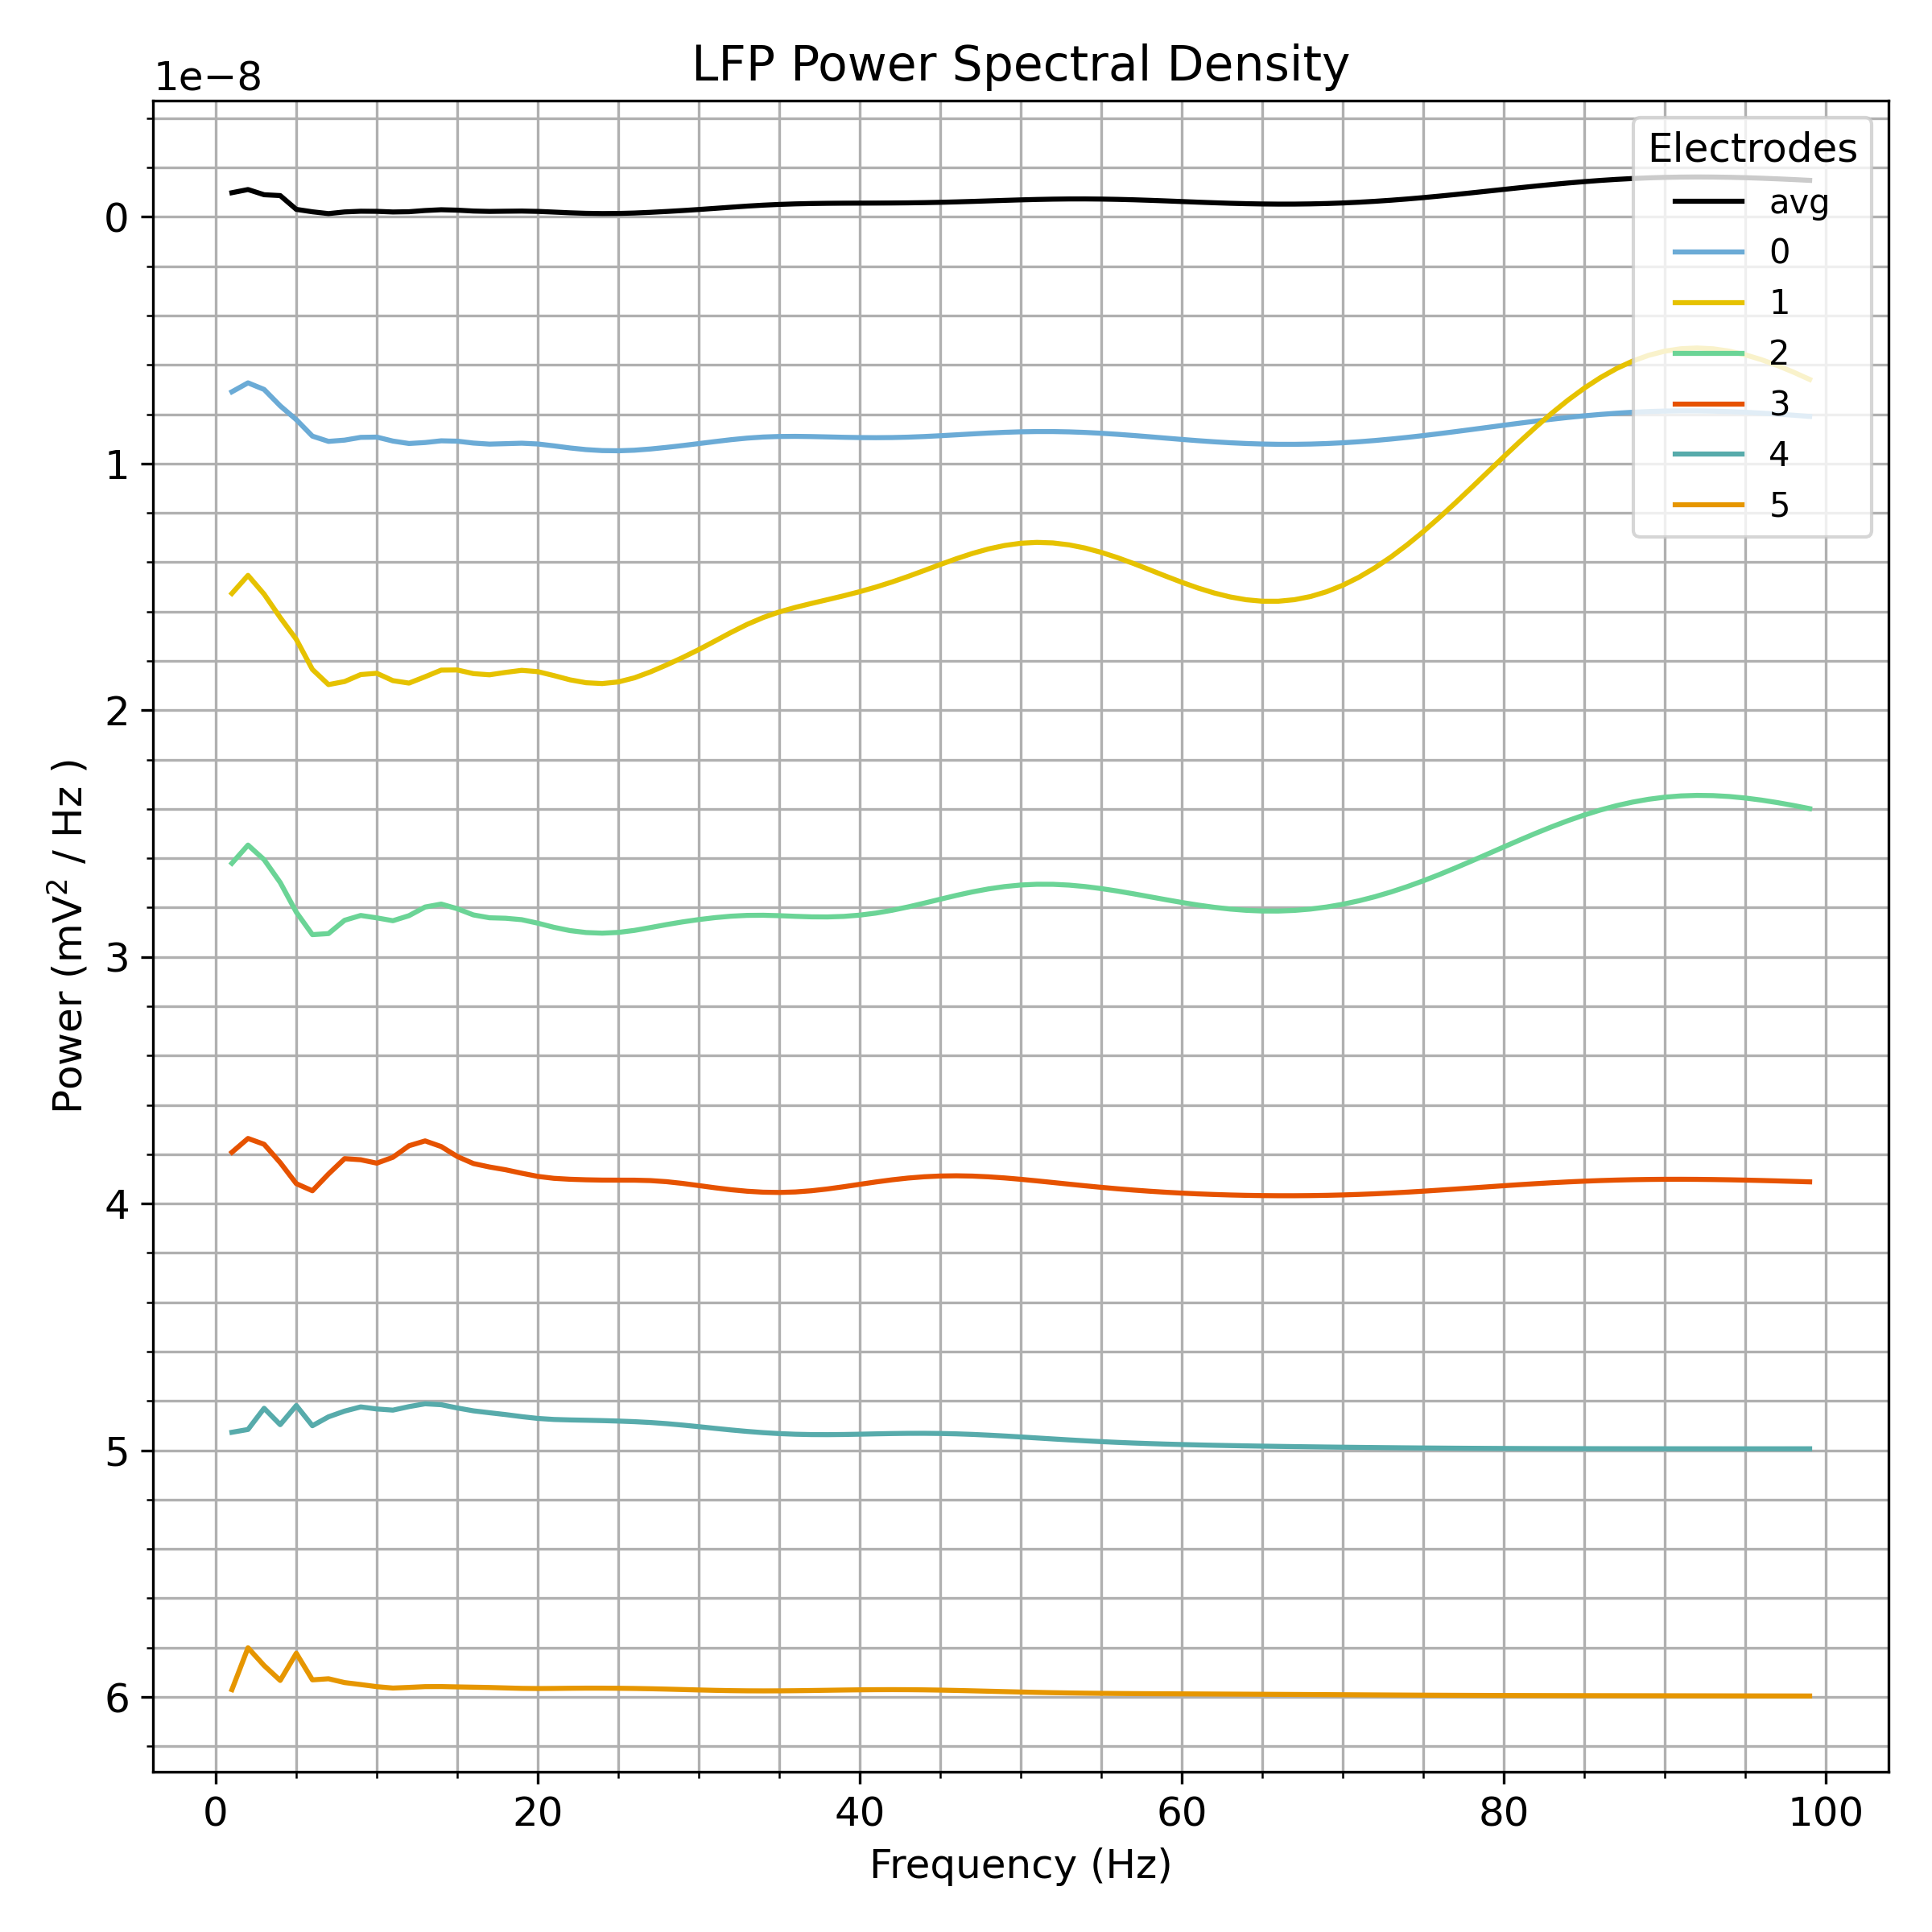 LFP Power Spectral Density
1e−8
Electrodes
avg
0
1
2
3
4
5
0
1
2
3
4
5
6
Power (mV² / Hz )
0 20 40 60 80 100
Frequency (Hz)